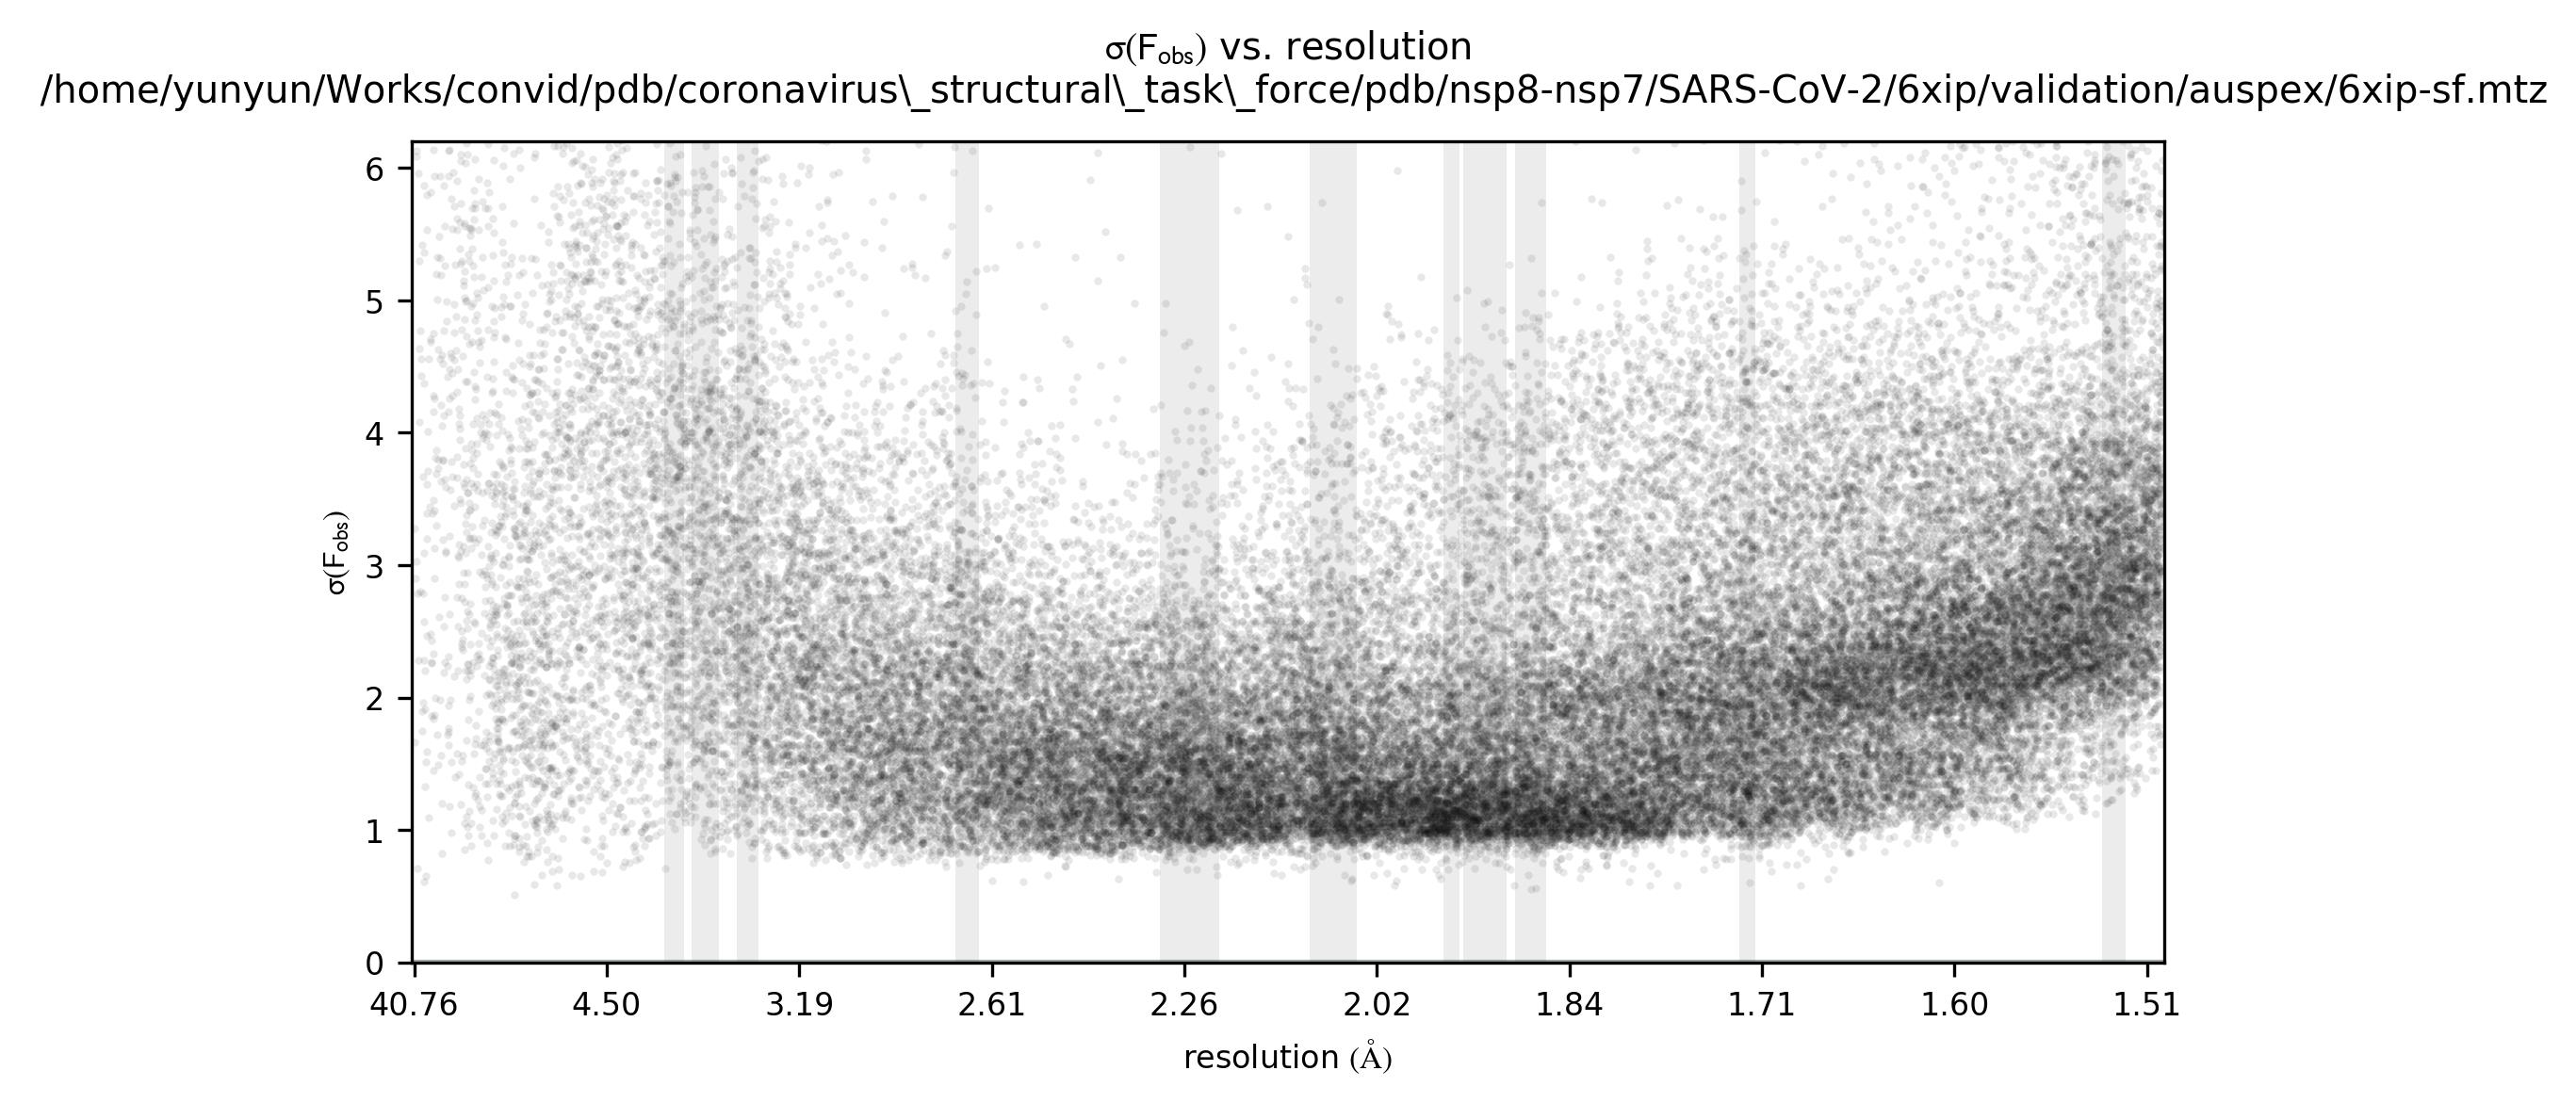 σ(Fobs) vs. resolution
/home/yunyun/Works/convid/pdb/coronavirus\_structural\_task\_force/pdb/nsp8-nsp7/SARS-CoV-2/6xip/validation/auspex/6xip-sf.mtz
6
5
4
3
2
1
0
σ(Fobs)
40.76 4.50 3.19 2.61 2.26 2.02 1.84 1.71 1.60 1.51
resolution (Å)